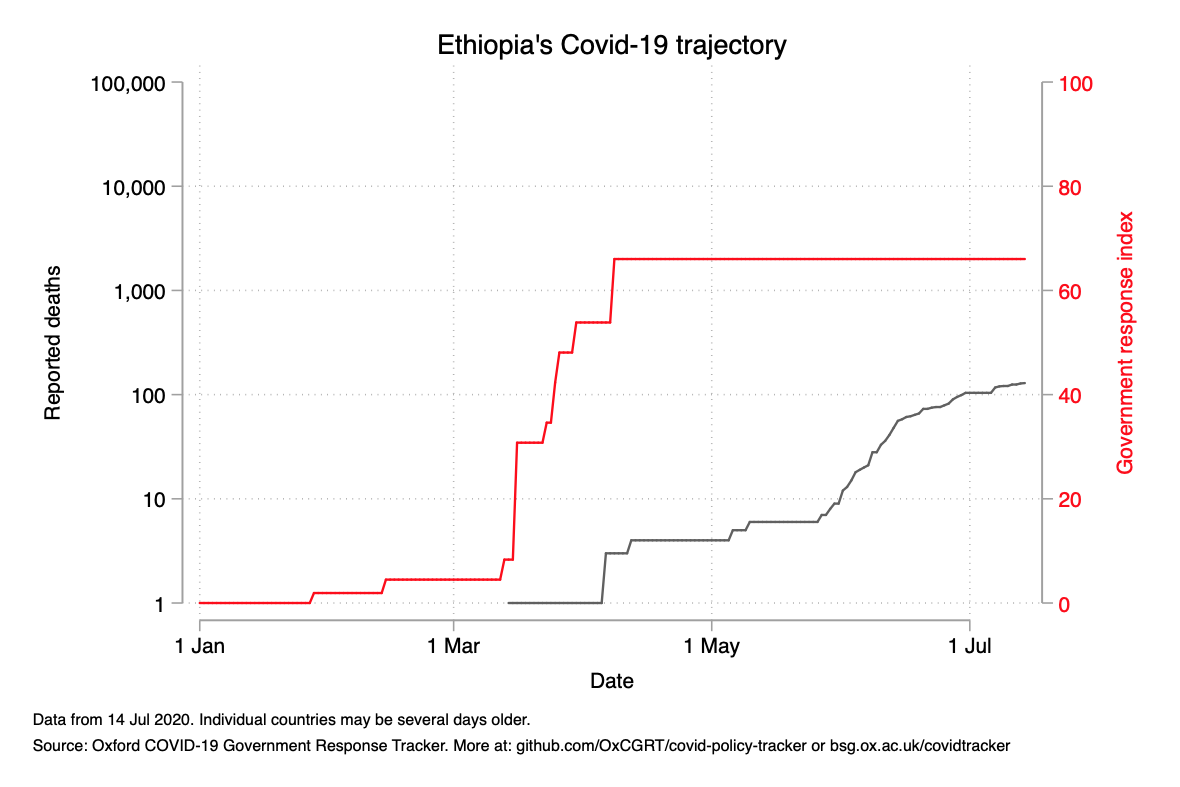 Ethiopia's Covid-19 trajectory
100,000
10,000
1,000
100
10
1
Reported deaths
100
80
60
40
20
0
Government response index
1 Jan
1 Mar
1 May
1 Jul
Date
Data from 14 Jul 2020. Individual countries may be several days older.
Source: Oxford COVID-19 Government Response Tracker. More at: github.com/OxCGRT/covid-policy-tracker or bsg.ox.ac.uk/covidtracker